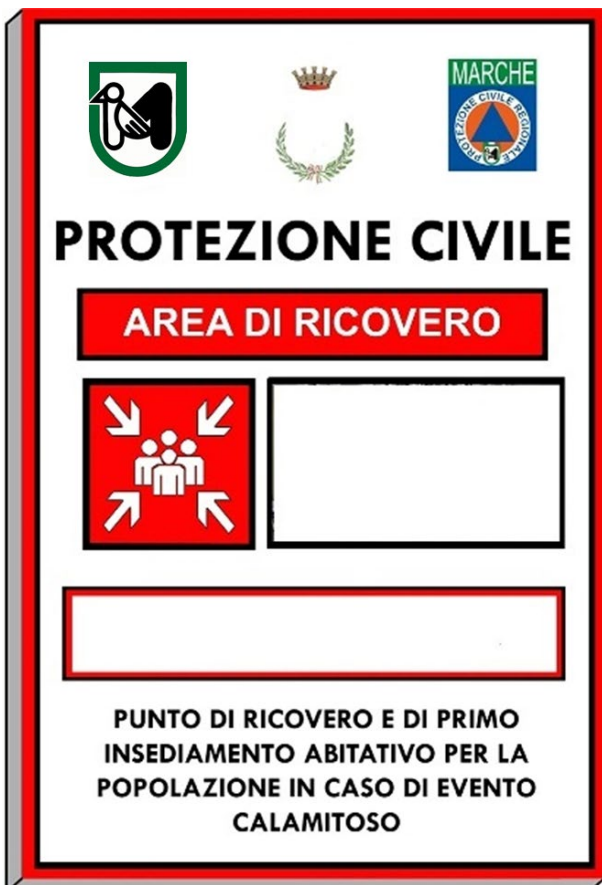 MARCHE
PROTEZIONE CIVILE REGIONALE
PROTEZIONE CIVILE
AREA DI RICOVERO
PUNTO DI RICOVERO E DI PRIMO
INSEDIAMENTO ABITATIVO PER LA
POPOLAZIONE IN CASO DI EVENTO
CALAMITOSO